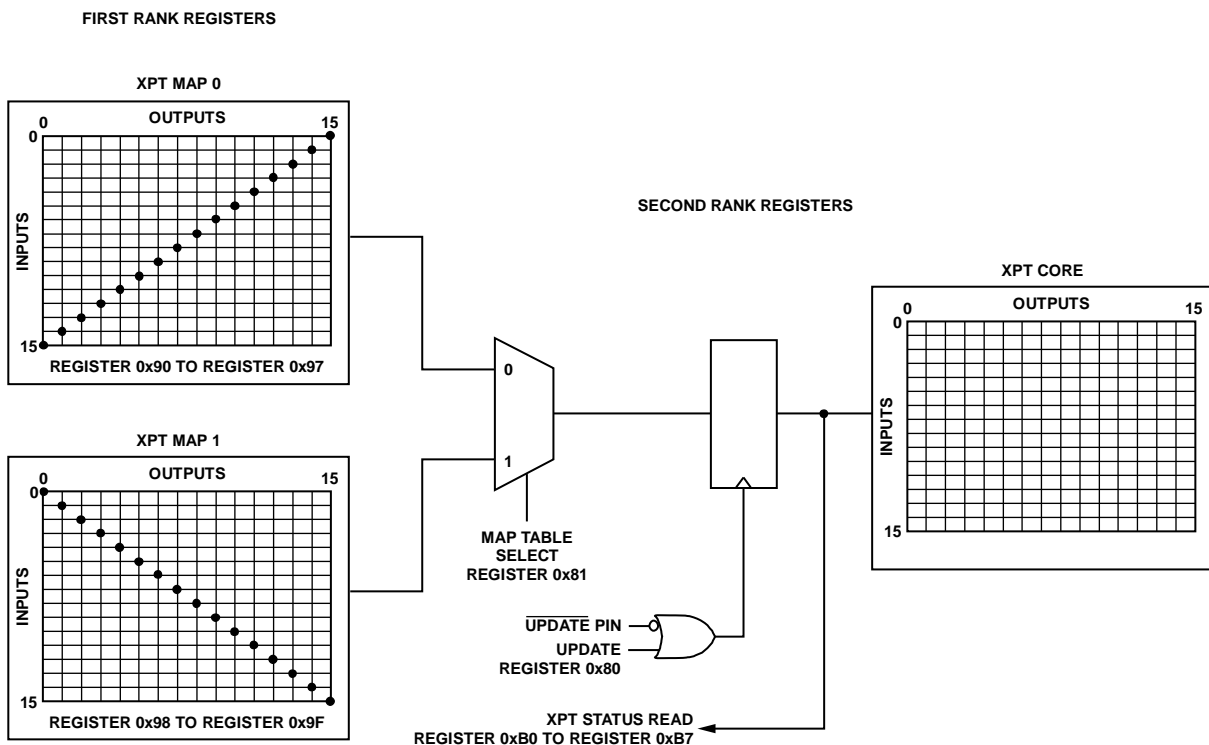 FIRST RANK REGISTERS
XPT MAP 0
OUTPUTS
0
15
0
INPUTS
15
REGISTER 0x90 TO REGISTER 0x97
XPT MAP 1
OUTPUTS
0
15
0
INPUTS
15
REGISTER 0x98 TO REGISTER 0x9F
0
1
MAP TABLE
SELECT
REGISTER 0x81
SECOND RANK REGISTERS
UPDATE PIN
UPDATE
REGISTER 0x80
XPT STATUS READ
REGISTER 0xB0 TO REGISTER 0xB7
XPT CORE
OUTPUTS
0
15
0
INPUTS
15